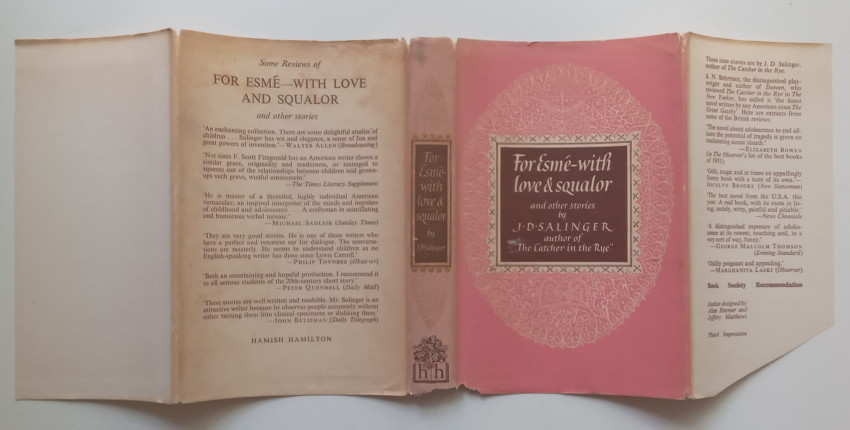 Some Reviews of
FOR ESMÉ—WITH LOVE
AND SQUALOR
and other stories
'An enchanting collection. There are some delightful studies of
children . . . . Salinger has wit and elegance, a sense of fun and
great powers of invention.'—WALTER ALLEN (Broadcasting)
'Not since F. Scott Fitzgerald has an American writer shown a
similar grace, originality and tenderness, or managed to
squeeze out of the relationships between children and grown-
ups such grave, wistful amusement.'
—The Times Literary Supplement
'He is master of a throttled, highly individual American
vernacular; an inspired interpreter of the minds and impulses
of childhood and adolescence . . . A craftsman in scintillating
and humorous verbal mosaic.'
—MICHAEL SADLEIR (Sunday Times)
'They are very good stories. He is one of those writers who
have a perfect and retentive ear for dialogue. The conversa-
tions are masterly. He seems to understand children as no
English-speaking writer has done since Lewis Carroll.'
—PHILIP TOYNBEE (Observer)
'Both an entertaining and hopeful production. I recommend it
to all serious students of the 20th-century short story.'
—PETER QUENNELL (Daily Mail)
'These stories are well written and readable. Mr. Salinger is an
attractive writer because he observes people accurately without
either turning them into clinical specimens or disliking them.'
—JOHN BETJEMAN (Daily Telegraph)
HAMISH HAMILTON
For
Esmé-
with
love &
squalor
by
J.D.Salinger
hh
For Esmé-with
love & squalor
and other stories
by
J·D·SALINGER
author of
"The Catcher in the Rye"
These nine stories are by J. D. Salinger,
author of The Catcher in the Rye.
S. N. Behrman, the distinguished play-
wright and author of Duveen, who
reviewed The Catcher in the Rye in The
New Yorker, has called it 'the finest
novel written by any American since The
Great Gatsby'. Here are extracts from
some of the British reviews:
'The novel about adolescence to end all:
has the potential of tragedy is given an
enchanting comic sheath.'
—ELIZABETH BOWEN
(in The Observer's list of the best books
of 1951).
'Odd, tragic and at times an appallingly
funny book with a taste of its own.'—
JOCELYN BROOKE (New Statesman)
'The best novel from the U.S.A. this
year. A real book, with its roots in liv-
ing, untidy, witty, painful and pitiable.'
—News Chronicle
'A distinguished exposure of adoles-
cence at its rawest; touching and, in a
wry sort of way, funny.'
—GEORGE MALCOLM THOMSON
(Evening Standard)
'Oddly poignant and appealing.'
—MARGHANITA LASKI (Observer)
Book Society Recommendation
Jacket designed by
Alan Boerner and
Jeffery Matthews
Third Impression